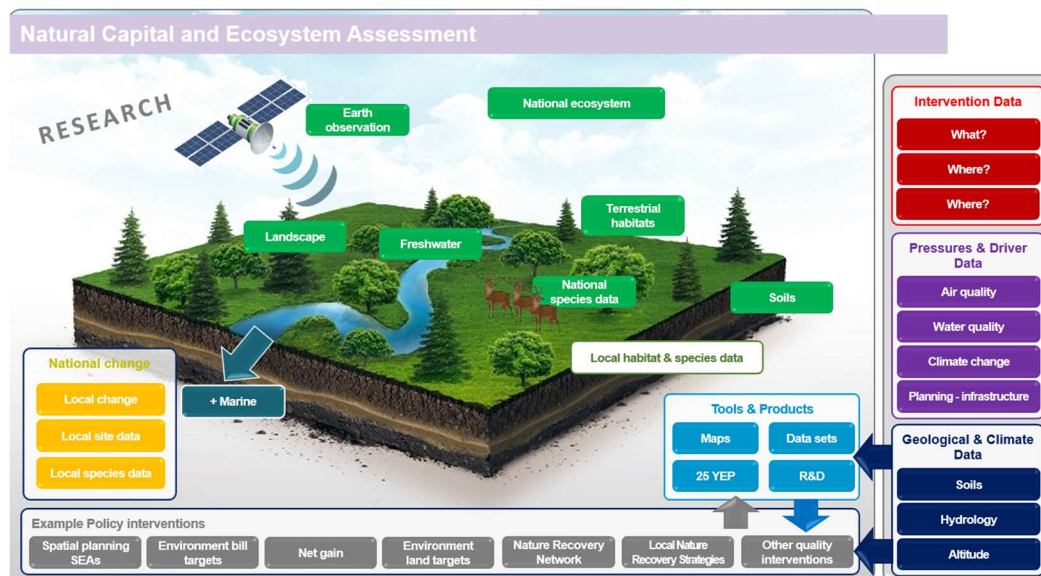 Natural Capital and Ecosystem Assessment
RESEARCH
Earth
observation
National ecosystem
Landscape
Freshwater
Terrestrial
habitats
National
species data
Soils
Local habitat & species data
+ Marine
National change
Local change
Local site data
Local species data
Tools & Products
Maps
Data sets
25 YEP
R&D
Intervention Data
What?
Where?
Where?
Pressures & Driver
Data
Air quality
Water quality
Climate change
Planning - infrastructure
Geological & Climate
Data
Soils
Hydrology
Altitude
Example Policy interventions
Spatial planning
SEAs
Environment bill
targets
Net gain
Environment
land targets
Nature Recovery
Network
Local Nature
Recovery Strategies
Other quality
interventions